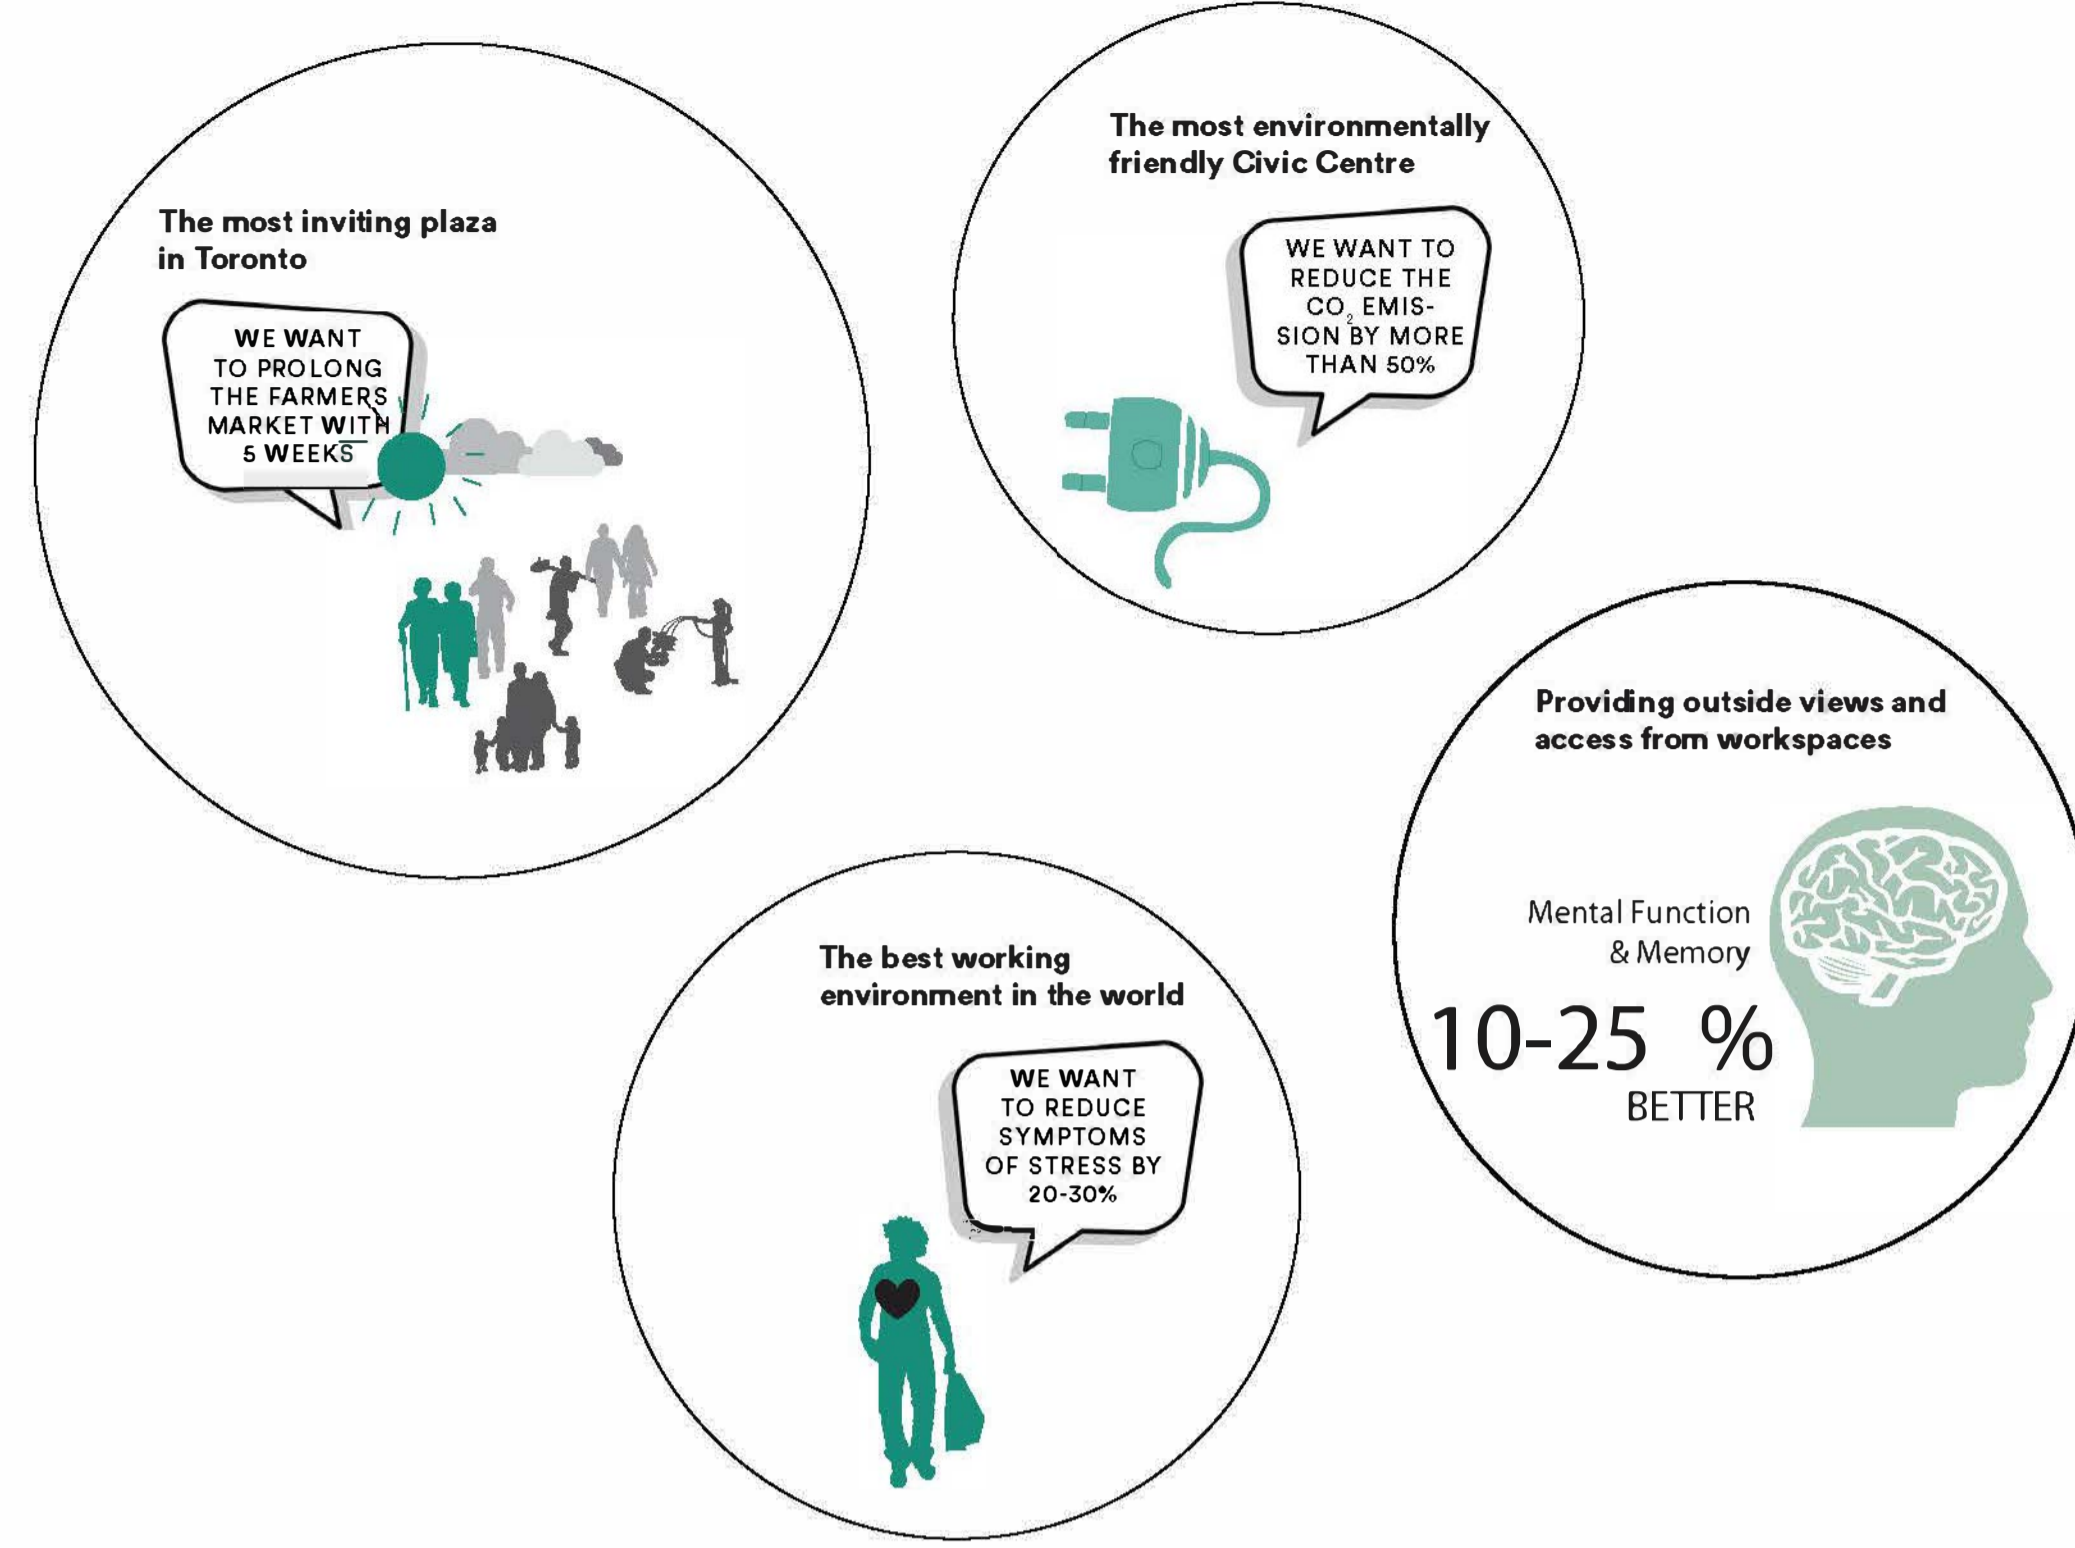 The most inviting plaza
in Toronto
WE WANT
TO PROLONG
THE FARMERS
MARKET WITH
5 WEEKS
The most environmentally
friendly Civic Centre
WE WANT TO
REDUCE THE
CO₂ EMIS-
SION BY MORE
THAN 50%
Providing outside views and
access from workspaces
Mental Function
& Memory
10-25 %
BETTER
The best working
environment in the world
WE WANT
TO REDUCE
SYMPTOMS
OF STRESS BY
20-30%